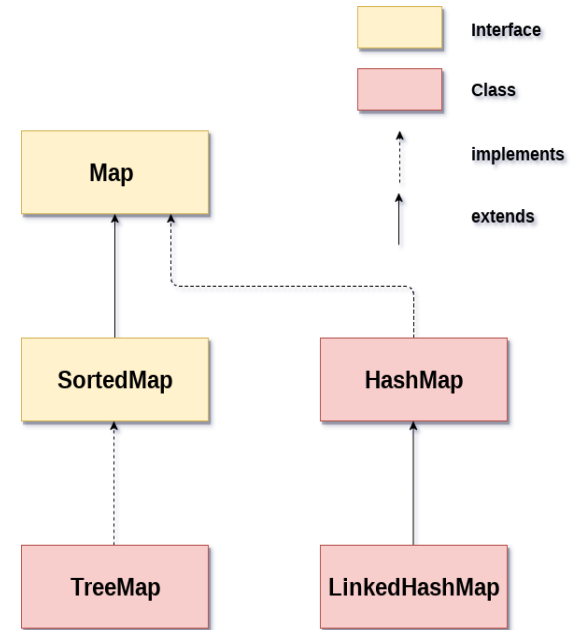 Interface
Class
implements
extends
Map
SortedMap
HashMap
TreeMap
LinkedHashMap